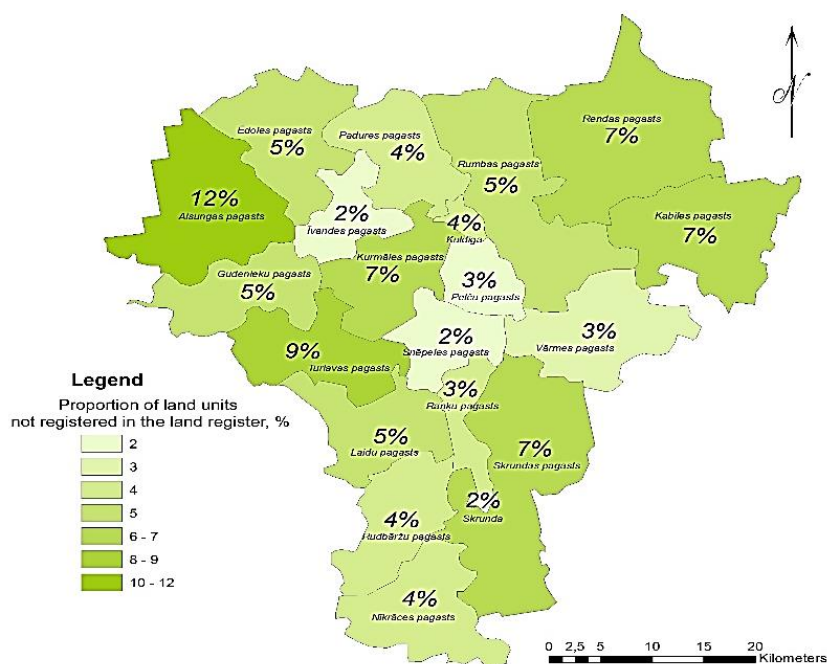 N
Rendas pagasts
7%
Ēdoles pagasts
5%
Padures pagasts
4%
Rumbas pagasts
5%
12%
Alsungas pagasts
2%
Īvandes pagasts
4%
Kuldīga
Kabiles pagasts
7%
Kurmāles pagasts
7%
Gudenieku pagasts
5%
3%
Pelču pagasts
9%
Turlavas pagasts
2%
Snēpeles pagasts
3%
Vārmes pagasts
3%
Raņķu pagasts
5%
Laidu pagasts
7%
Skrundas pagasts
2%
Skrunda
4%
Rudbāržu pagasts
4%
Nīkrāces pagasts
Legend
Proportion of land units
not registered in the land register, %
2
3
4
5
6 - 7
8 - 9
10 - 12
0 2,5 5 10 15 20
Kilometers